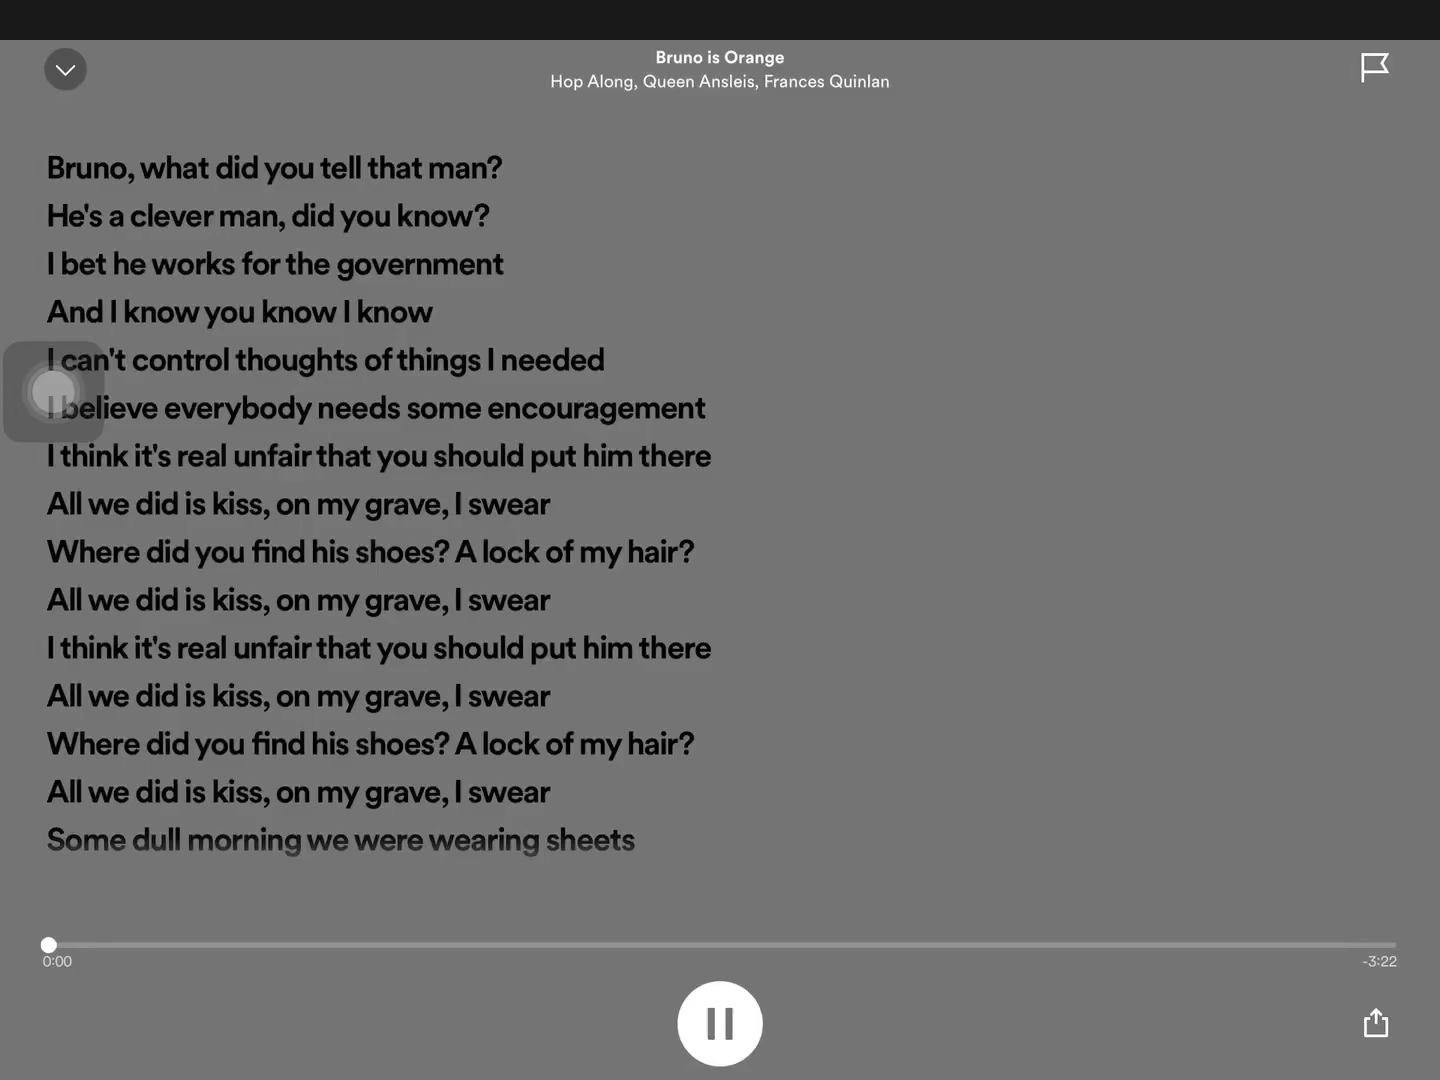 Bruno is Orange
Hop Along, Queen Ansleis, Frances Quinlan
Bruno, what did you tell that man?
He's a clever man, did you know?
I bet he works for the government
And I know you know I know
I can't control thoughts of things I needed
I believe everybody needs some encouragement
I think it's real unfair that you should put him there
All we did is kiss, on my grave, I swear
Where did you find his shoes? A lock of my hair?
All we did is kiss, on my grave, I swear
I think it's real unfair that you should put him there
All we did is kiss, on my grave, I swear
Where did you find his shoes? A lock of my hair?
All we did is kiss, on my grave, I swear
Some dull morning we were wearing sheets
0:00
-3:22